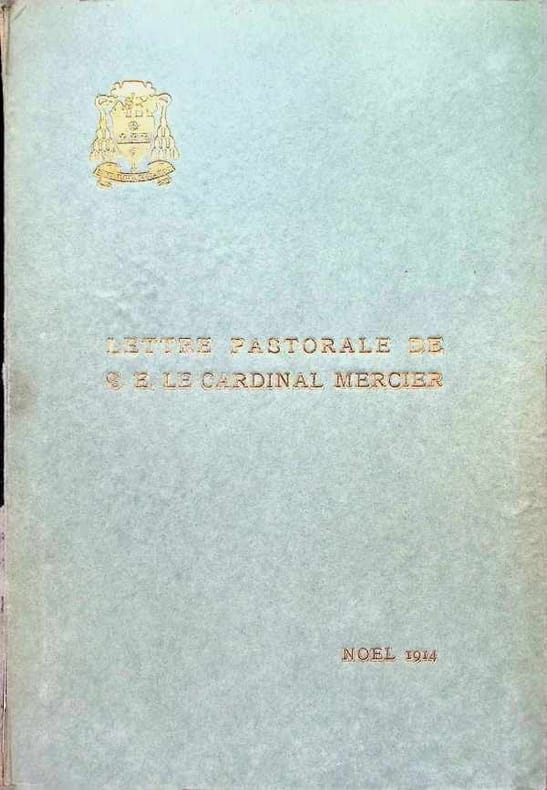 LETTRE PASTORALE DE
S. E. LE CARDINAL MERCIER
NOEL 1914